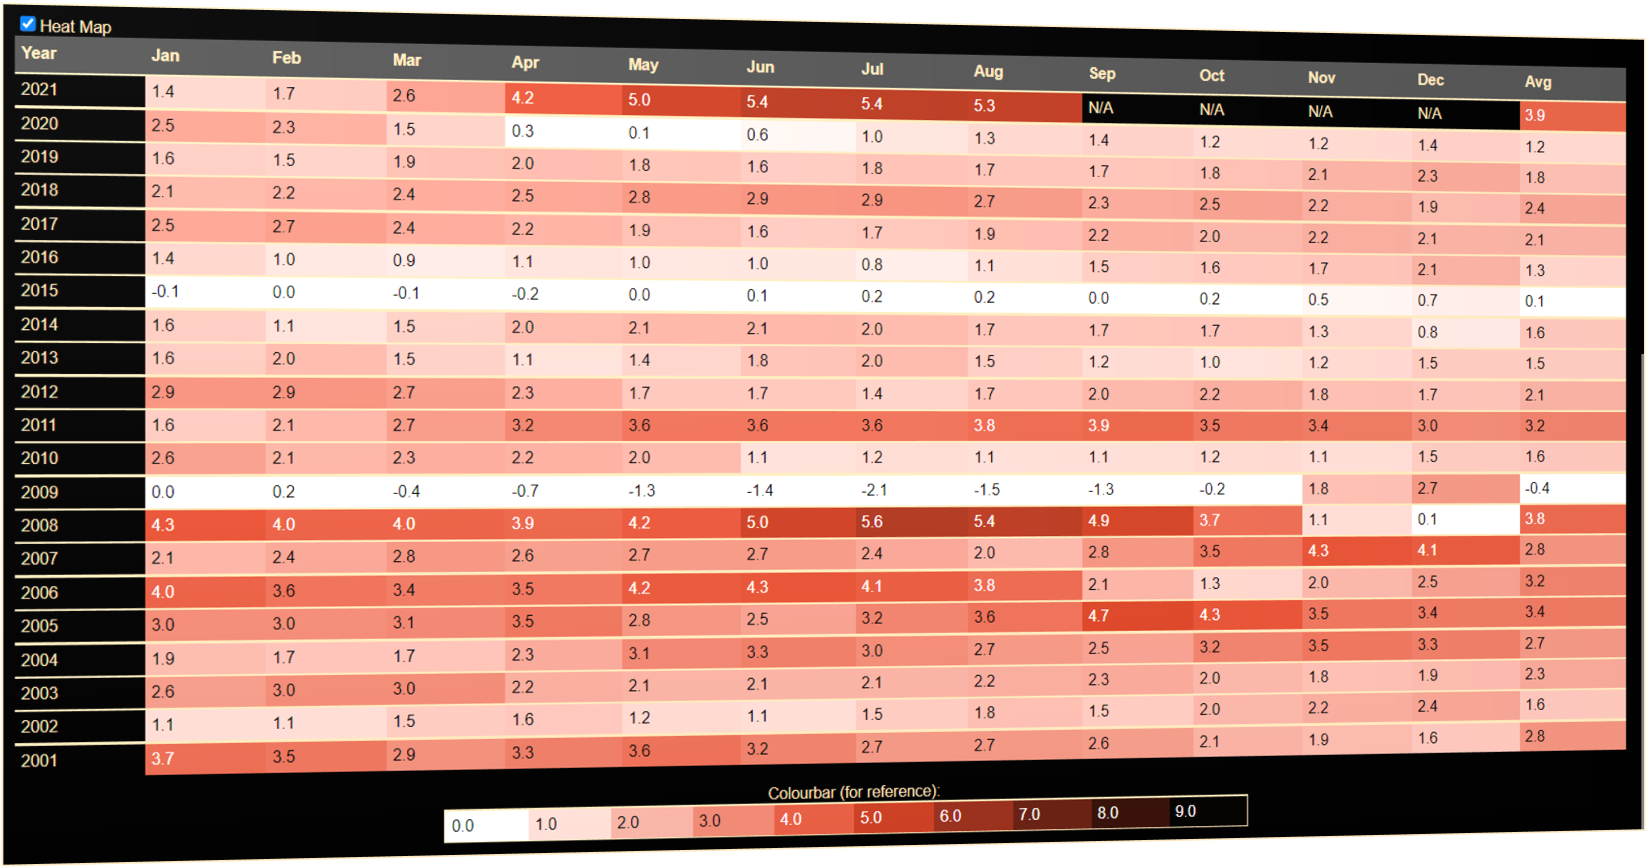 Heat Map
Year Jan Feb Mar Apr May Jun Jul Aug Sep Oct Nov Dec Avg
2021 1.4 1.7 2.6 4.2 5.0 5.4 5.4 5.3 N/A N/A N/A N/A 3.9
2020 2.5 2.3 1.5 0.3 0.1 0.6 1.0 1.3 1.4 1.2 1.2 1.4 1.2
2019 1.6 1.5 1.9 2.0 1.8 1.6 1.8 1.7 1.7 1.8 2.1 2.3 1.8
2018 2.1 2.2 2.4 2.5 2.8 2.9 2.9 2.7 2.3 2.5 2.2 1.9 2.4
2017 2.5 2.7 2.4 2.2 1.9 1.6 1.7 1.9 2.2 2.0 2.2 2.1 2.1
2016 1.4 1.0 0.9 1.1 1.0 1.0 0.8 1.1 1.5 1.6 1.7 2.1 1.3
2015 -0.1 0.0 -0.1 -0.2 0.0 0.1 0.2 0.2 0.0 0.2 0.5 0.7 0.1
2014 1.6 1.1 1.5 2.0 2.1 2.1 2.0 1.7 1.7 1.7 1.3 0.8 1.6
2013 1.6 2.0 1.5 1.1 1.4 1.8 2.0 1.5 1.2 1.0 1.2 1.5 1.5
2012 2.9 2.9 2.7 2.3 1.7 1.7 1.4 1.7 2.0 2.2 1.8 1.7 2.1
2011 1.6 2.1 2.7 3.2 3.6 3.6 3.6 3.8 3.9 3.5 3.4 3.0 3.2
2010 2.6 2.1 2.3 2.2 2.0 1.1 1.2 1.1 1.1 1.2 1.1 1.5 1.6
2009 0.0 0.2 -0.4 -0.7 -1.3 -1.4 -2.1 -1.5 -1.3 -0.2 1.8 2.7 -0.4
2008 4.3 4.0 4.0 3.9 4.2 5.0 5.6 5.4 4.9 3.7 1.1 0.1 3.8
2007 2.1 2.4 2.8 2.6 2.7 2.7 2.4 2.0 2.8 3.5 4.3 4.1 2.8
2006 4.0 3.6 3.4 3.5 4.2 4.3 4.1 3.8 2.1 1.3 2.0 2.5 3.2
2005 3.0 3.0 3.1 3.5 2.8 2.5 3.2 3.6 4.7 4.3 3.5 3.4 3.4
2004 1.9 1.7 1.7 2.3 3.1 3.3 3.0 2.7 2.5 3.2 3.5 3.3 2.7
2003 2.6 3.0 3.0 2.2 2.1 2.1 2.1 2.2 2.3 2.0 1.8 1.9 2.3
2002 1.1 1.1 1.5 1.6 1.2 1.1 1.5 1.8 1.5 2.0 2.2 2.4 1.6
2001 3.7 3.5 2.9 3.3 3.6 3.2 2.7 2.7 2.6 2.1 1.9 1.6 2.8
Colourbar (for reference):
0.0 1.0 2.0 3.0 4.0 5.0 6.0 7.0 8.0 9.0